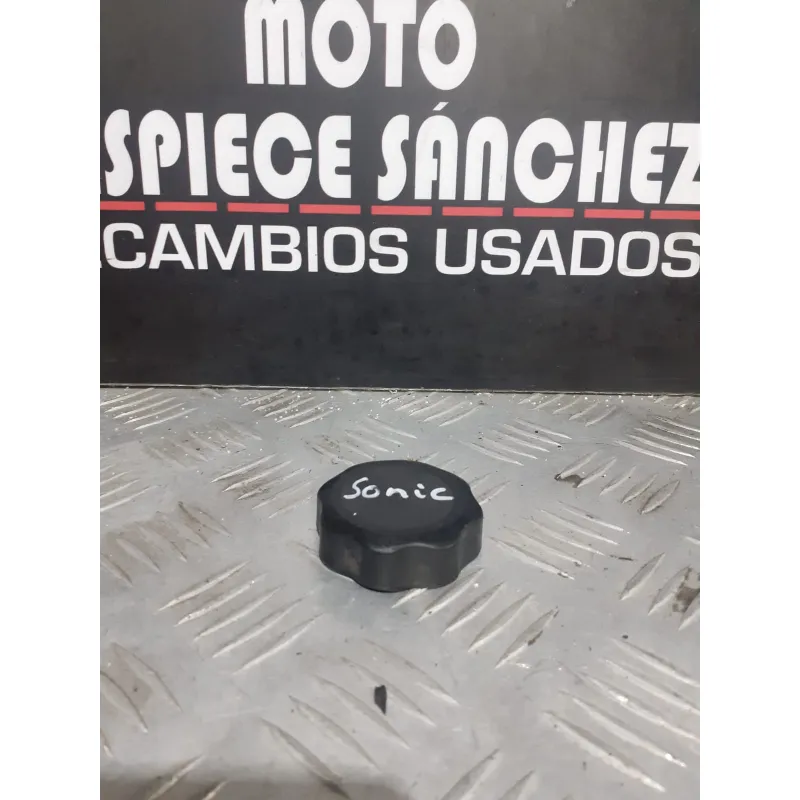 MOTO
SPIECE SÁNCHEZ
CAMBIOS USADOS
Sonic